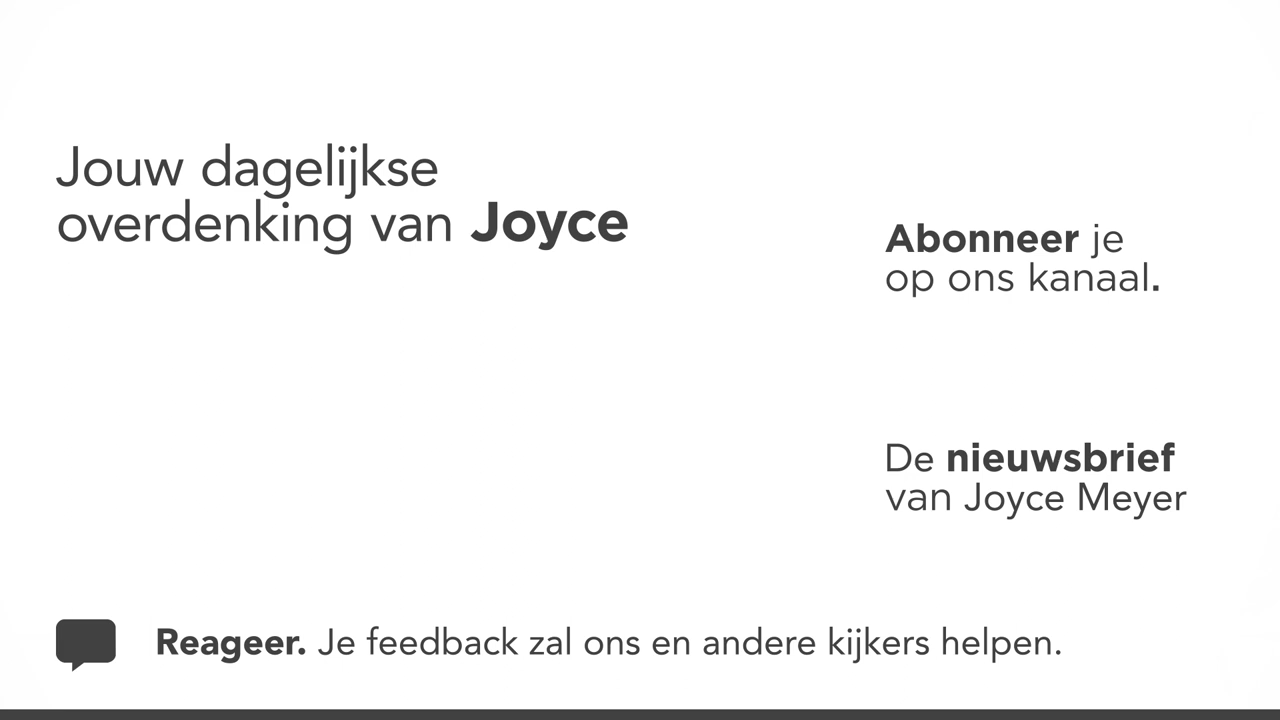 Jouw dagelijkse
overdenking van Joyce
Abonneer je
op ons kanaal.
De nieuwsbrief
van Joyce Meyer
Reageer. Je feedback zal ons en andere kijkers helpen.